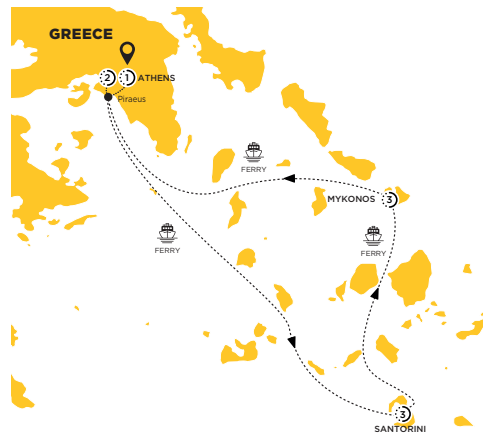 GREECE
2
1
ATHENS
Piraeus
FERRY
MYKONOS
3
FERRY
FERRY
3
SANTORINI